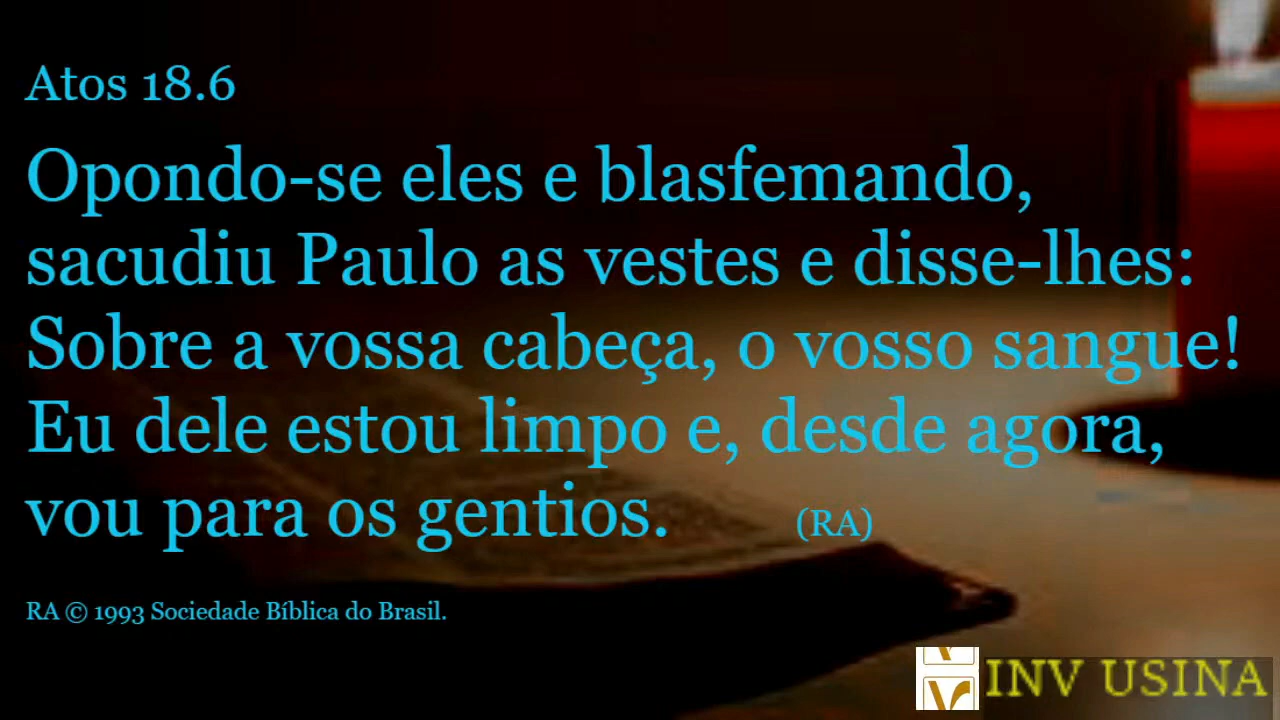 Atos 18.6
Opondo-se eles e blasfemando,
sacudiu Paulo as vestes e disse-lhes:
Sobre a vossa cabeça, o vosso sangue!
Eu dele estou limpo e, desde agora,
vou para os gentios. (RA)
RA © 1993 Sociedade Bíblica do Brasil.
INV USINA